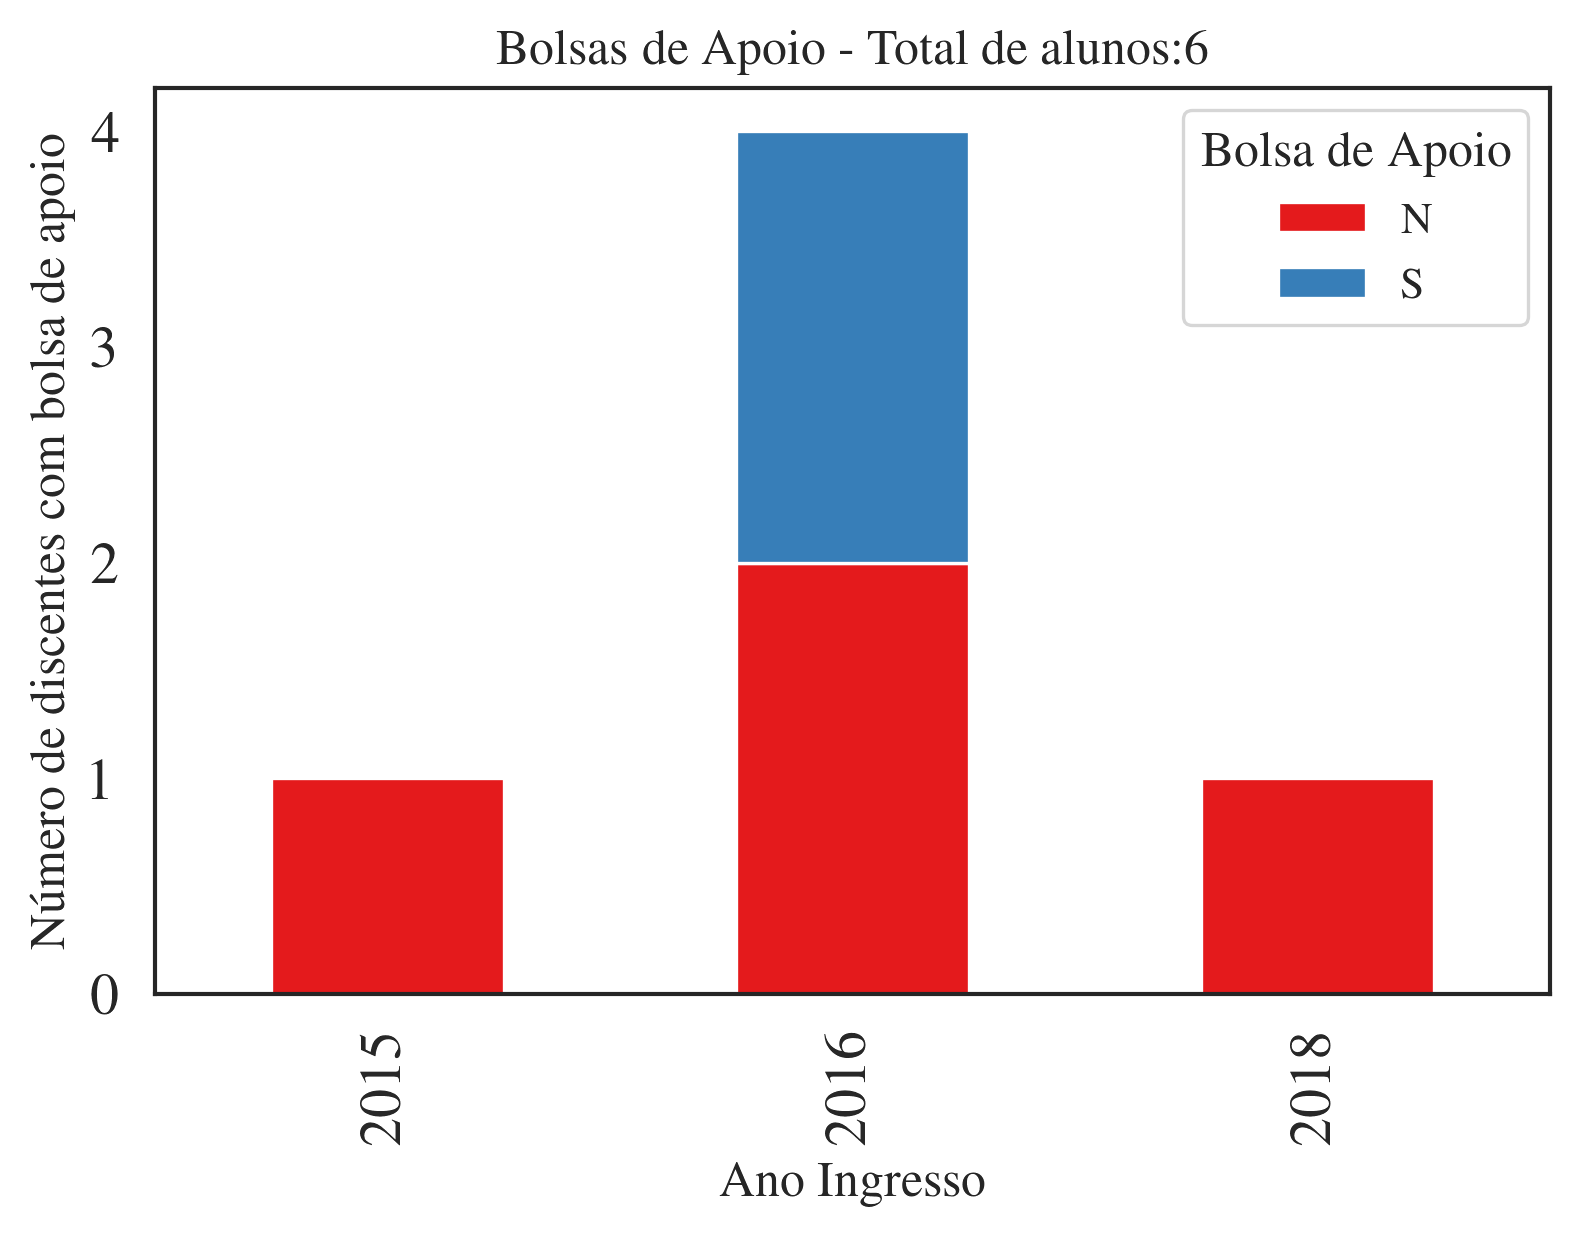 Bolsas de Apoio - Total de alunos:6
Número de discentes com bolsa de apoio
4
3
2
1
0
Bolsa de Apoio
N
S
2015
2016
2018
Ano Ingresso